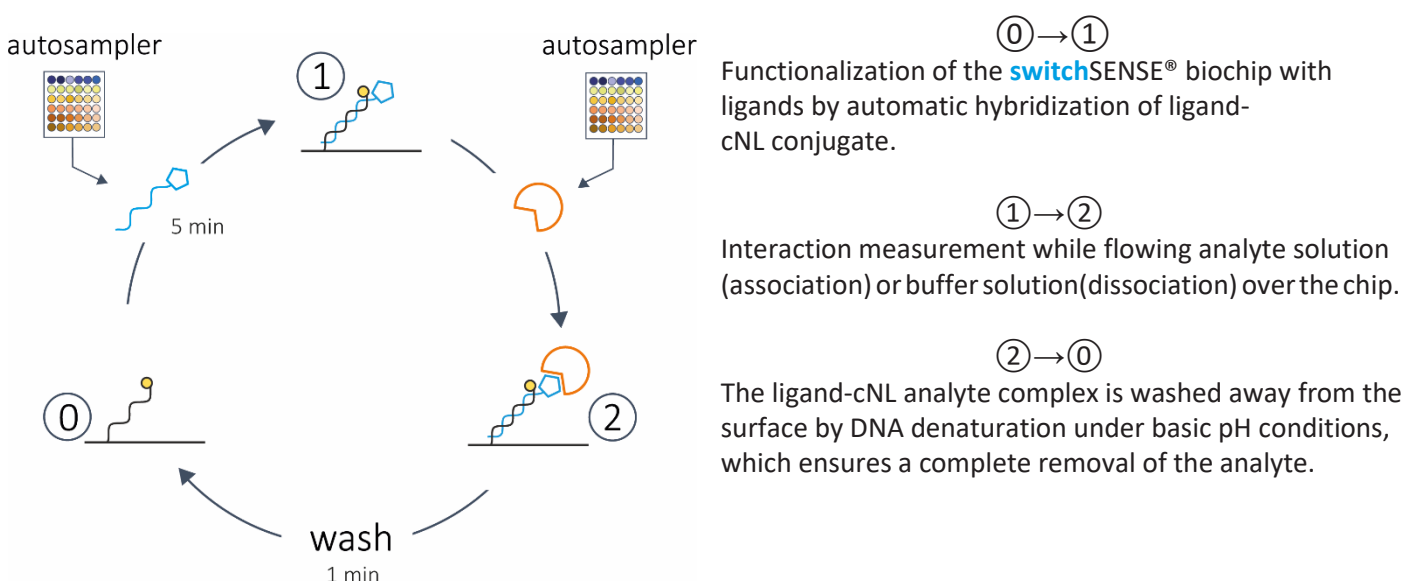 autosampler
autosampler
1
5 min
0
2
wash
1 min
0→1
Functionalization of the switchSENSE® biochip with
ligands by automatic hybridization of ligand-
cNL conjugate.
1→2
Interaction measurement while flowing analyte solution
(association) or buffer solution(dissociation) over the chip.
2→0
The ligand-cNL analyte complex is washed away from the
surface by DNA denaturation under basic pH conditions,
which ensures a complete removal of the analyte.